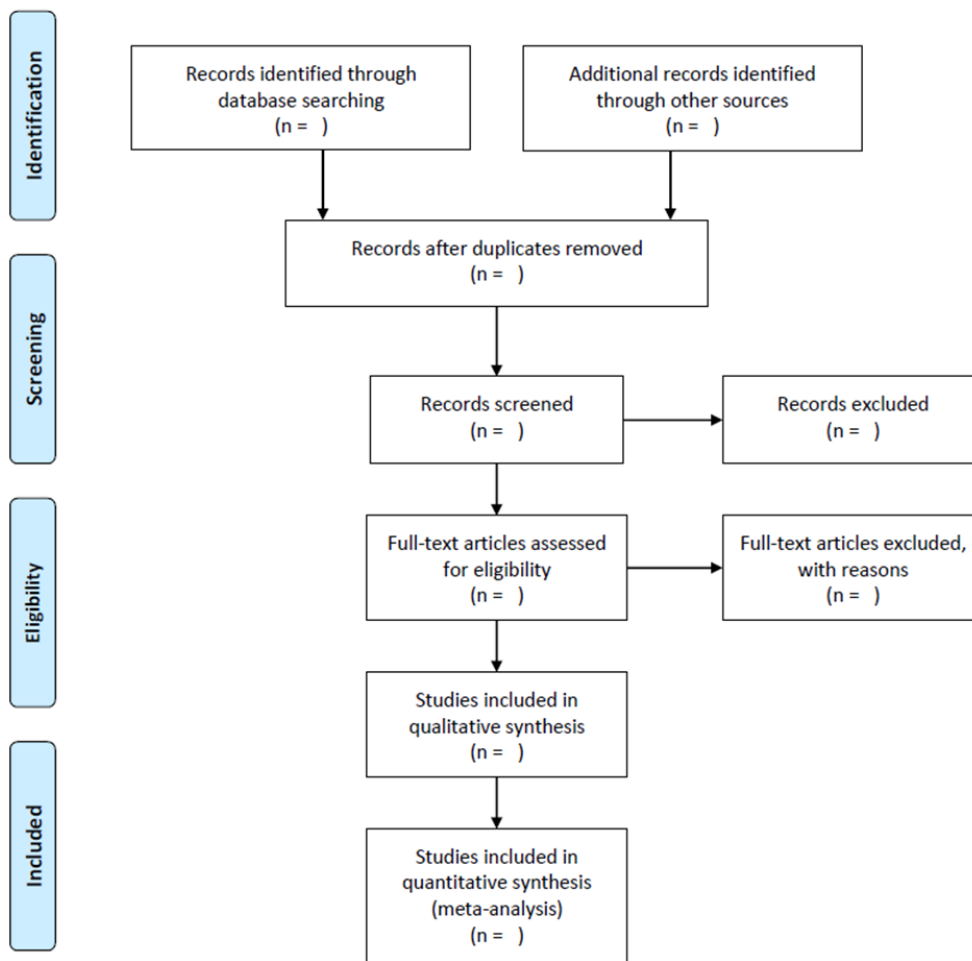 Identification
Records identified through
database searching
(n =   )
Additional records identified
through other sources
(n =   )
Records after duplicates removed
(n =   )
Screening
Records screened
(n =   )
Records excluded
(n =   )
Eligibility
Full-text articles assessed
for eligibility
(n =   )
Full-text articles excluded,
with reasons
(n =   )
Studies included in
qualitative synthesis
(n =   )
Included
Studies included in
quantitative synthesis
(meta-analysis)
(n =   )